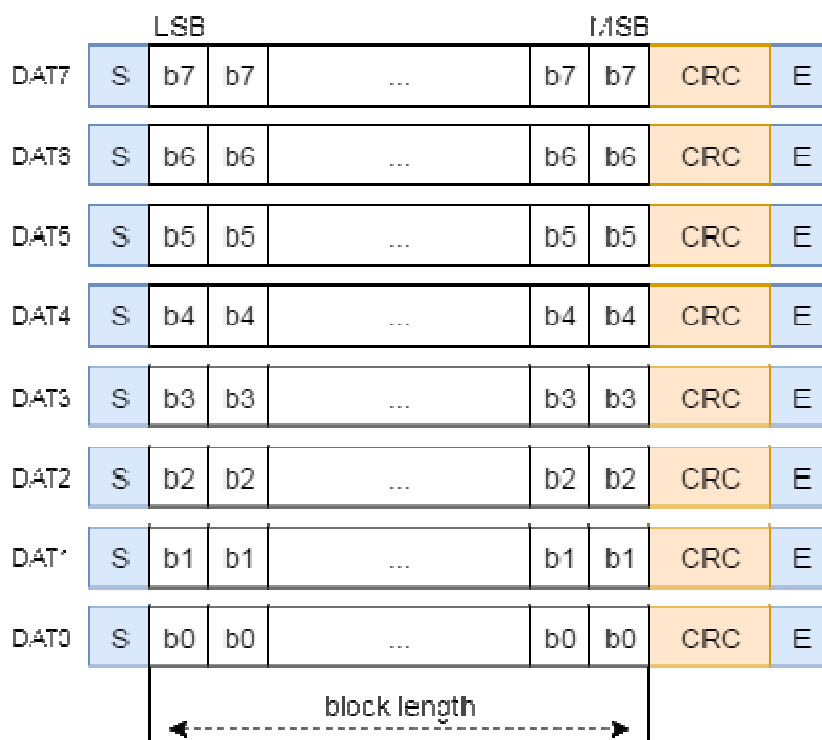 LSB MSB
DAT7 S b7 b7 ... b7 b7 CRC E
DAT6 S b6 b6 ... b6 b6 CRC E
DAT5 S b5 b5 ... b5 b5 CRC E
DAT4 S b4 b4 ... b4 b4 CRC E
DAT3 S b3 b3 ... b3 b3 CRC E
DAT2 S b2 b2 ... b2 b2 CRC E
DAT1 S b1 b1 ... b1 b1 CRC E
DAT0 S b0 b0 ... b0 b0 CRC E
block length